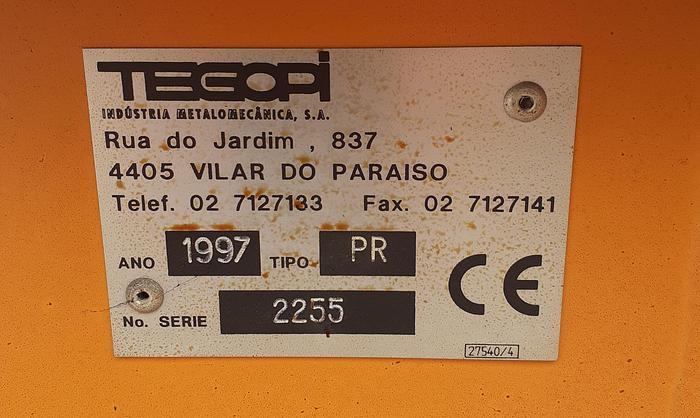 TEGOPi
INDÚSTRIA METALOMECÂNICA, S.A.
Rua do Jardim , 837
4405 VILAR DO PARAISO
Telef. 02 7127133 Fax. 02 7127141
ANO 1997 TIPO PR
CE
No. SERIE 2255
27540/4